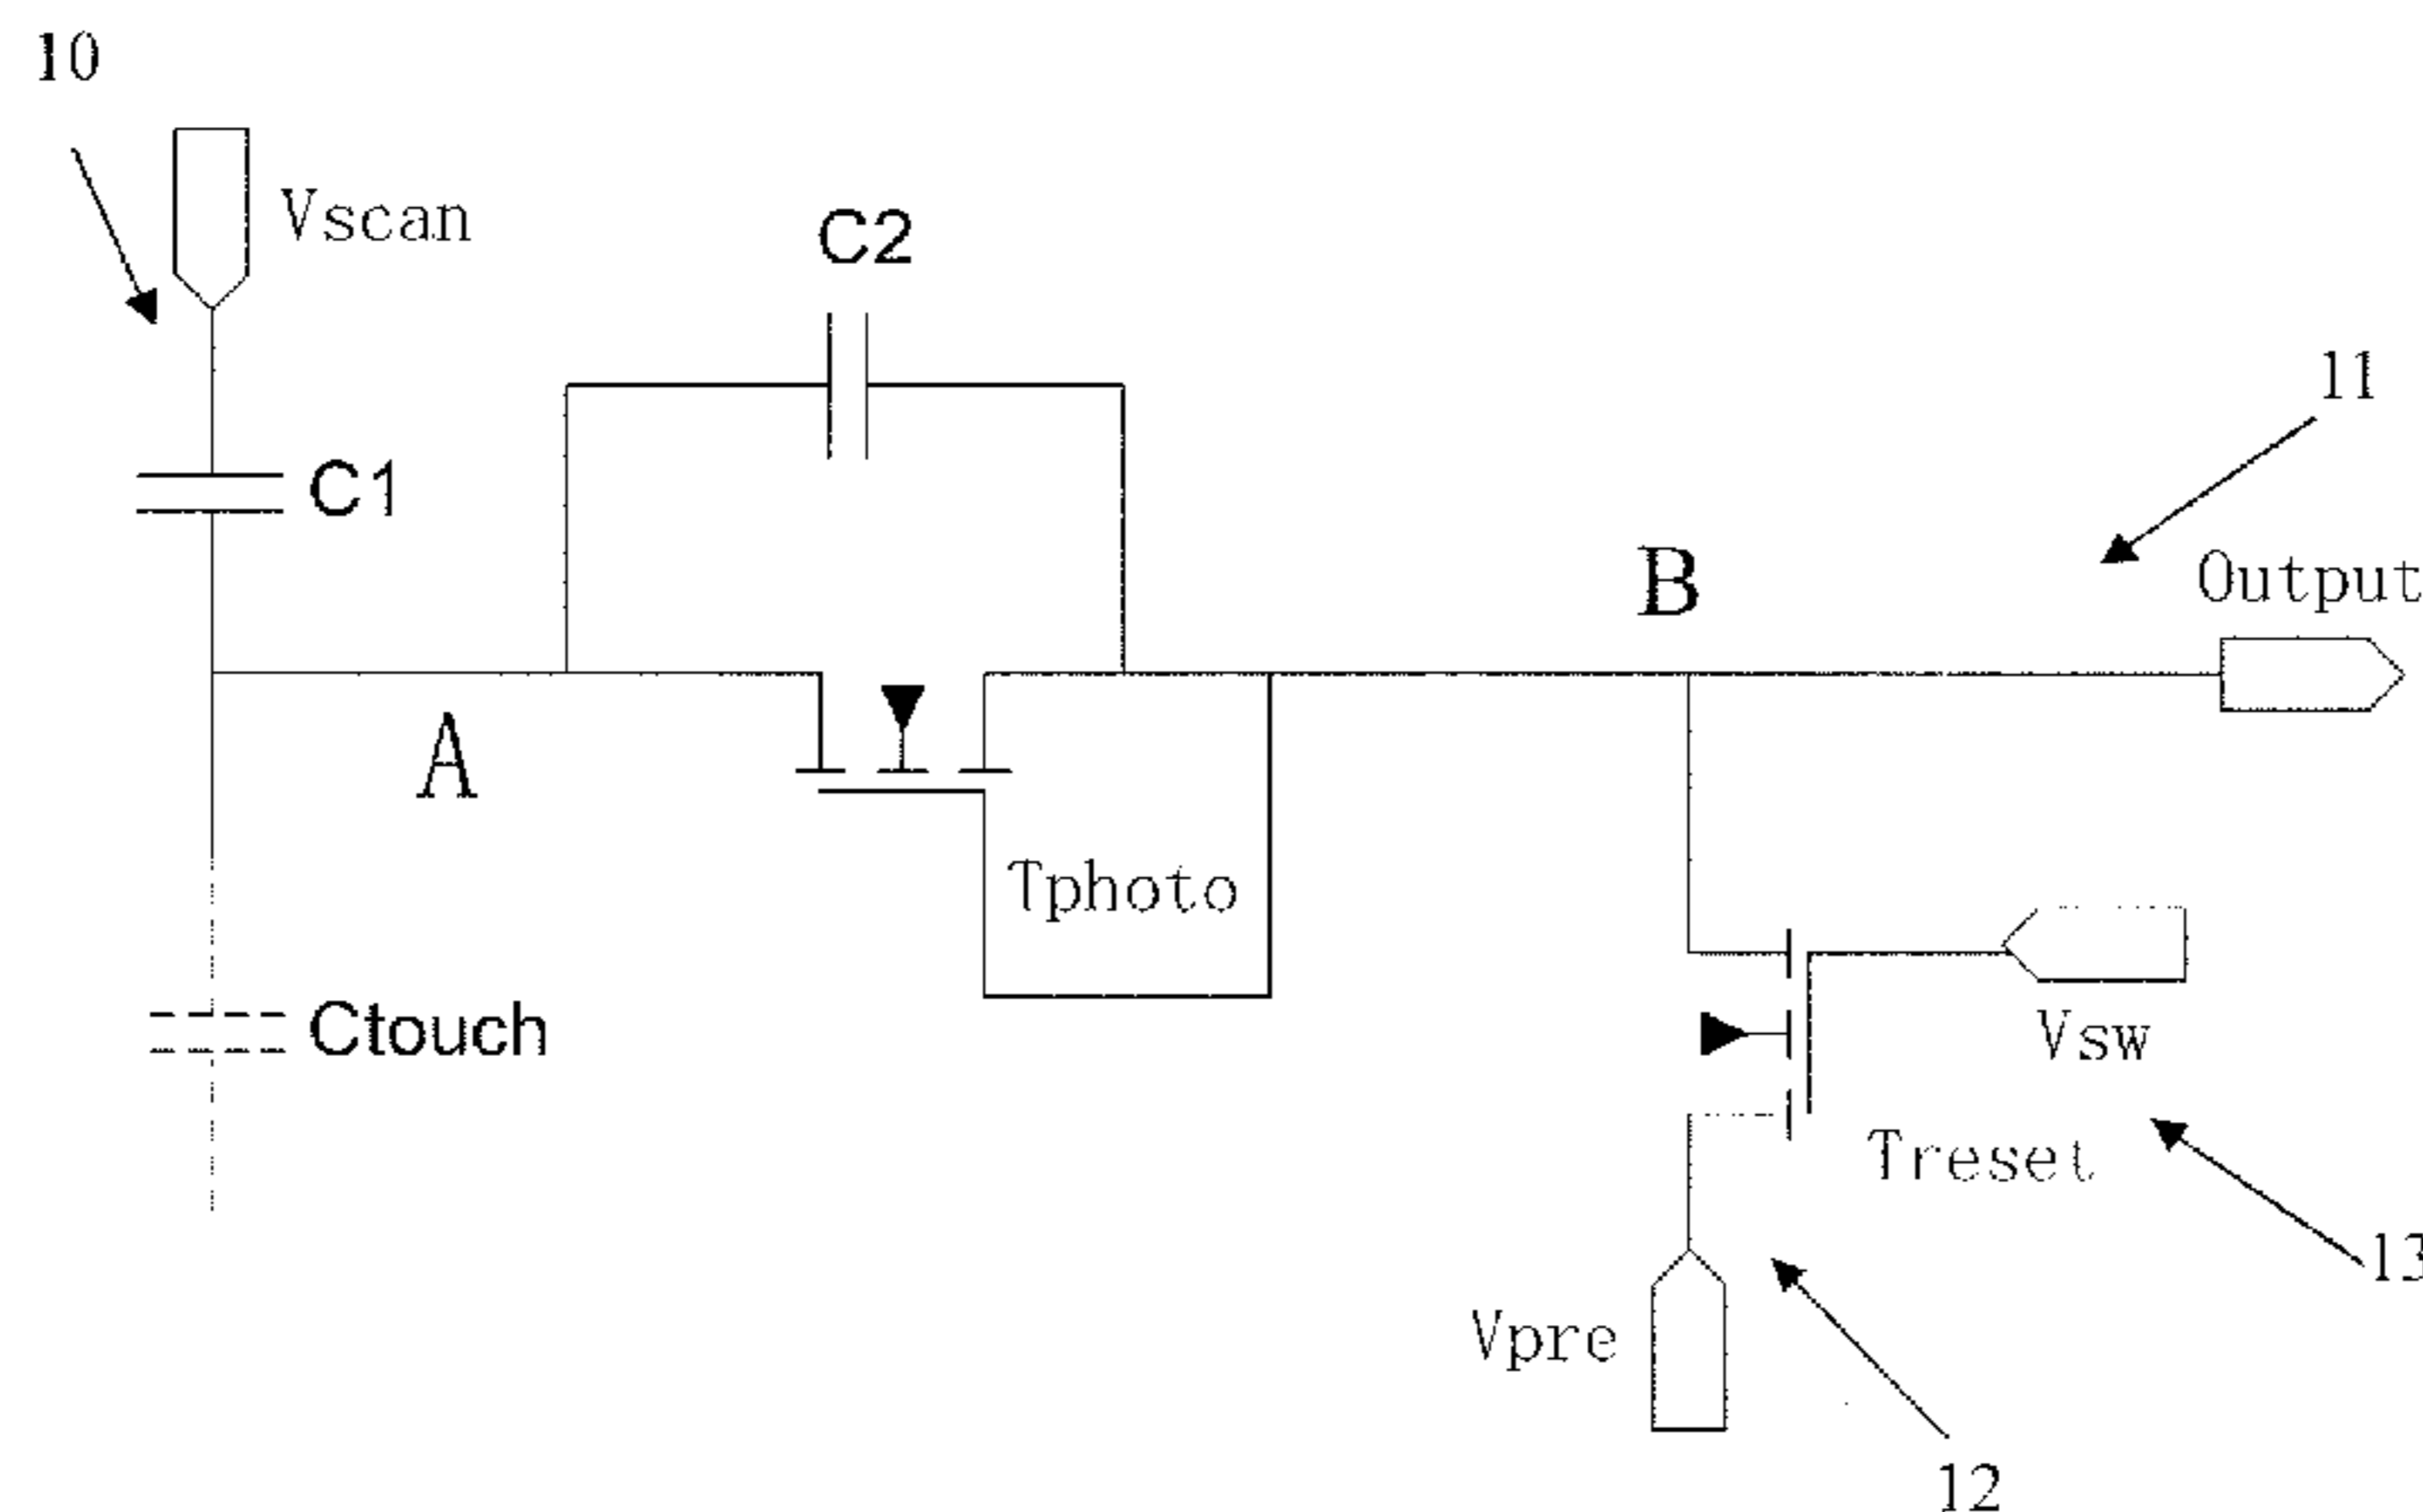 10
Vscan
C2
11
C1
B
Output
A
Tphoto
Ctouch
Vsw
Treset
13
Vpre
12